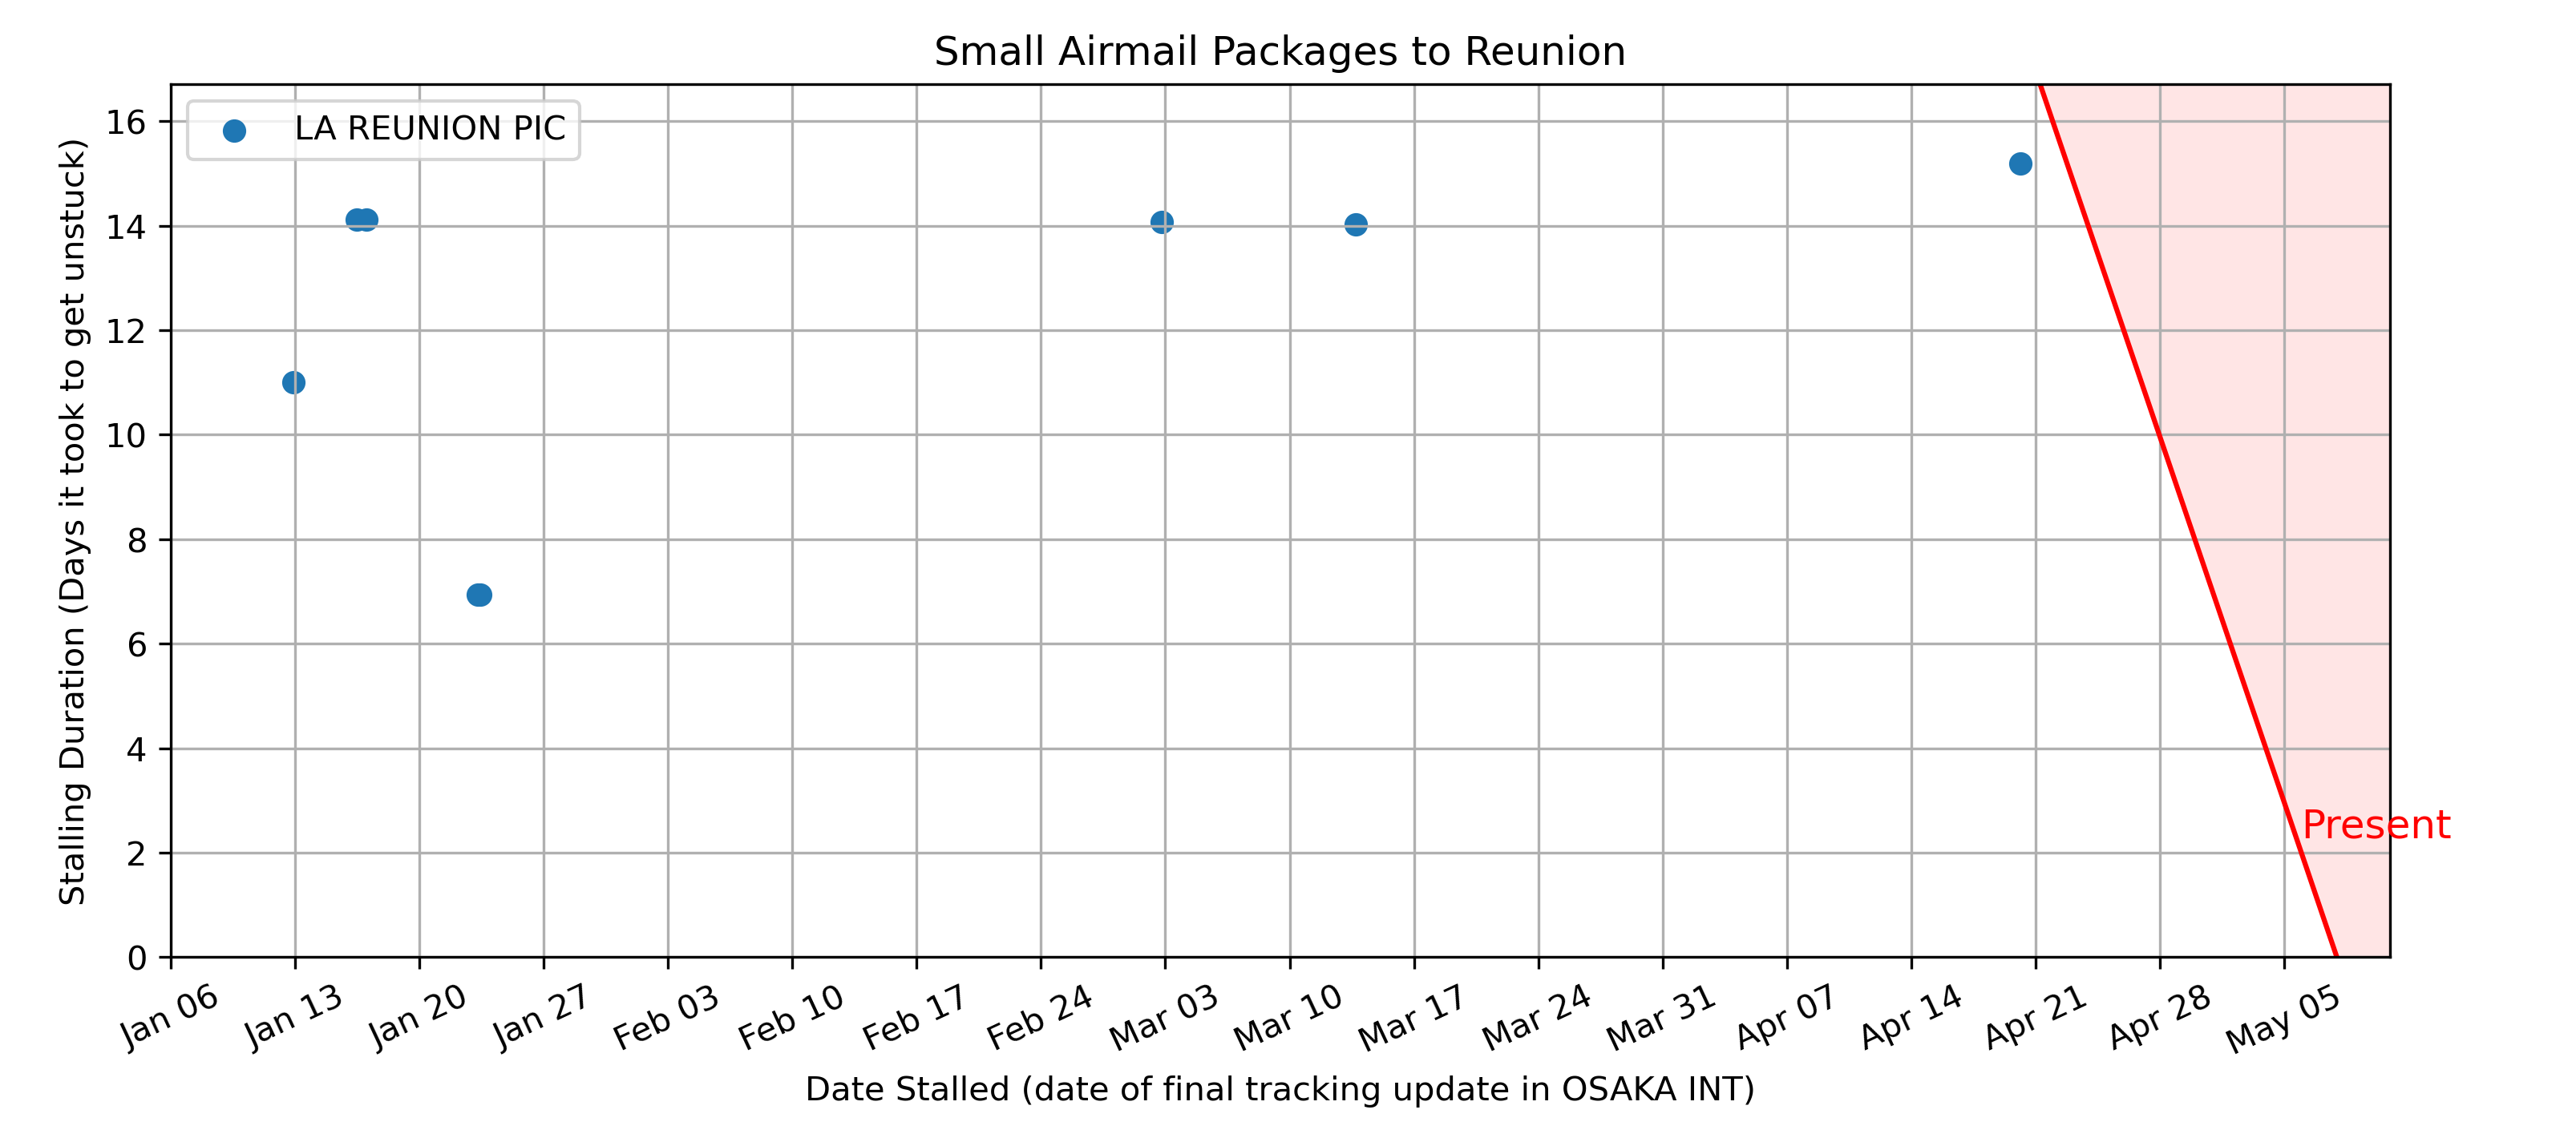 Small Airmail Packages to Reunion
LA REUNION PIC
Stalling Duration (Days it took to get unstuck)
16
14
12
10
8
6
4
2
0
Present
Jan 06
Jan 13
Jan 20
Jan 27
Feb 03
Feb 10
Feb 17
Feb 24
Mar 03
Mar 10
Mar 17
Mar 24
Mar 31
Apr 07
Apr 14
Apr 21
Apr 28
May 05
Date Stalled (date of final tracking update in OSAKA INT)